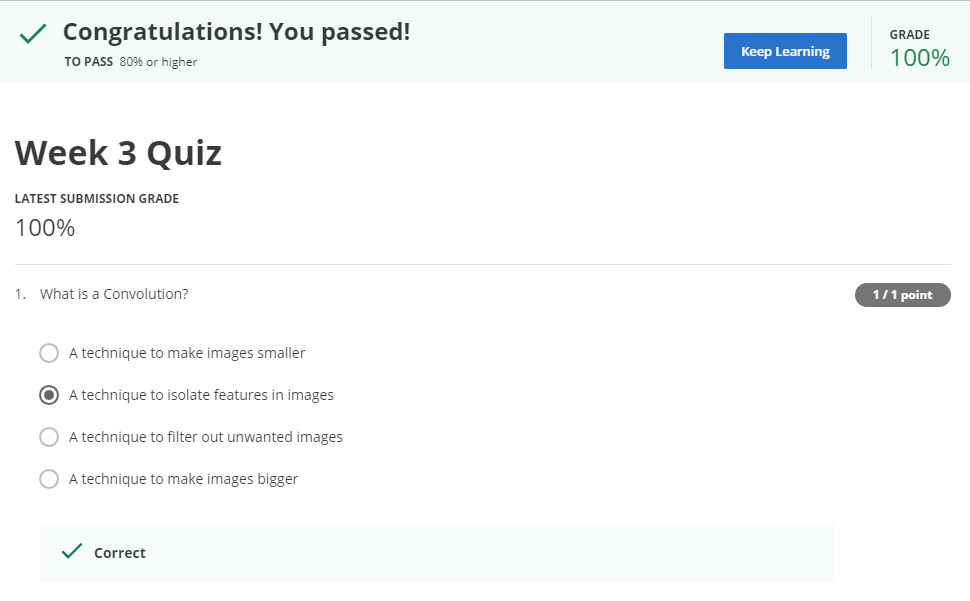 Congratulations! You passed!
TO PASS 80% or higher
Keep Learning
GRADE
100%
Week 3 Quiz
LATEST SUBMISSION GRADE
100%
1. What is a Convolution?
1 / 1 point
A technique to make images smaller
A technique to isolate features in images
A technique to filter out unwanted images
A technique to make images bigger
Correct